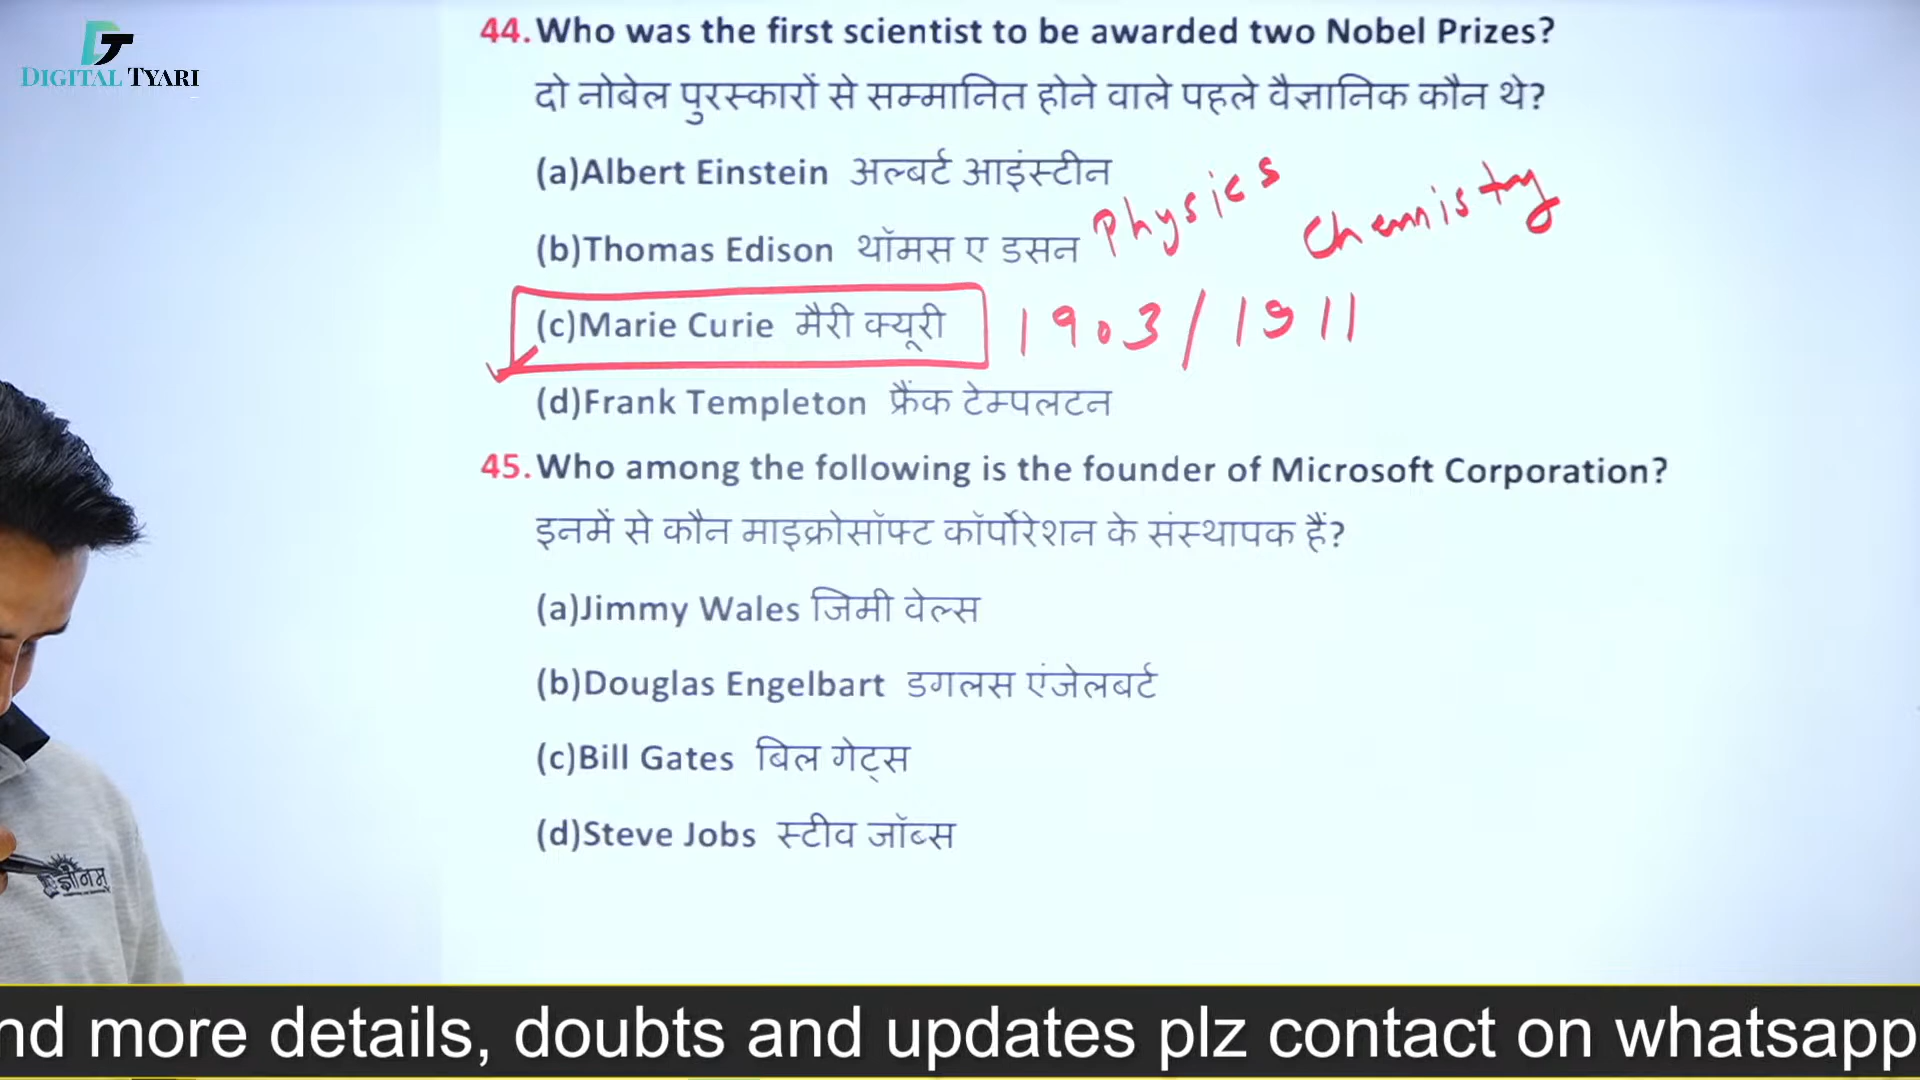 DT
DIGITAL TYARI
44. Who was the first scientist to be awarded two Nobel Prizes?
दो नोबेल पुरस्कारों से सम्मानित होने वाले पहले वैज्ञानिक कौन थे?
(a)Albert Einstein अल्बर्ट आइंस्टीन
Physics Chemistry
(b)Thomas Edison थॉमस ए डसन
(c)Marie Curie मैरी क्यूरी 1903/1911
(d)Frank Templeton फ्रैंक टेम्पलटन
45. Who among the following is the founder of Microsoft Corporation?
इनमें से कौन माइक्रोसॉफ्ट कॉर्पोरेशन के संस्थापक हैं?
(a)Jimmy Wales जिमी वेल्स
(b)Douglas Engelbart डगलस एंजेलबर्ट
(c)Bill Gates बिल गेट्स
(d)Steve Jobs स्टीव जॉब्स
ज्ञानम्
nd more details, doubts and updates plz contact on whatsapp